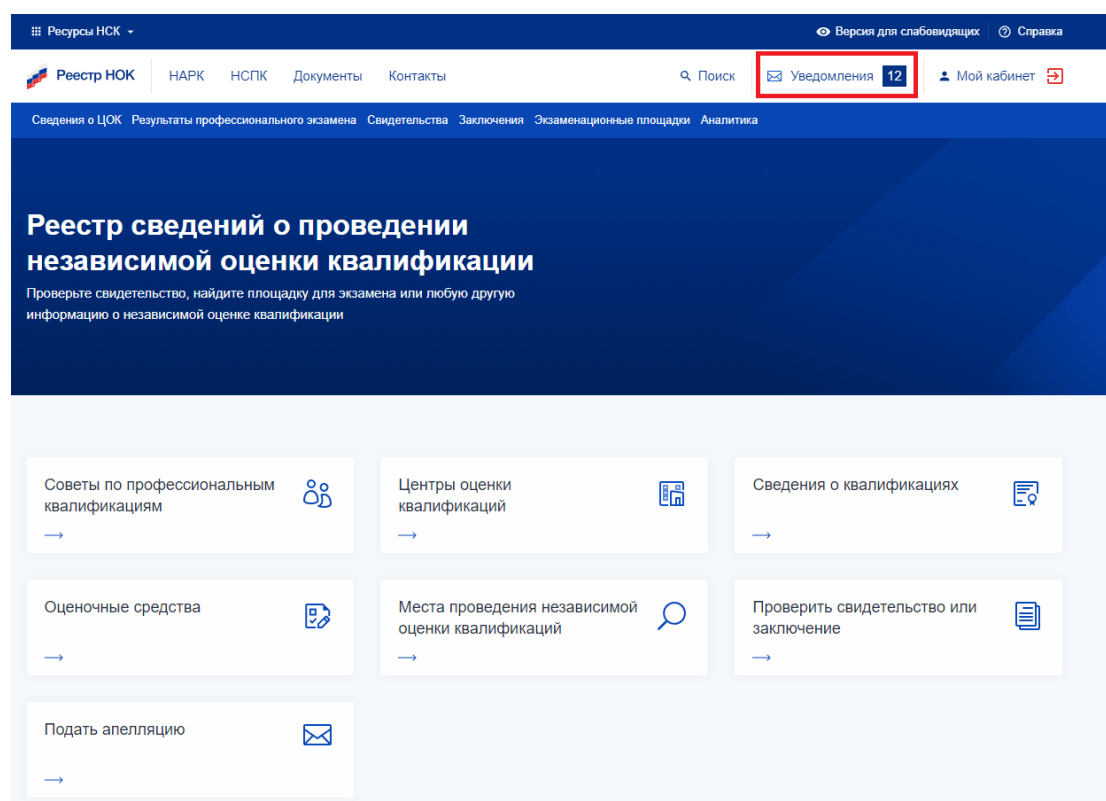 Ресурсы НСК
Версия для слабовидящих
Справка
Реестр НОК
НАРК
НСПК
Документы
Контакты
Поиск
Уведомления 12
Мой кабинет
Сведения о ЦОК
Результаты профессионального экзамена
Свидетельства
Заключения
Экзаменационные площадки
Аналитика
Реестр сведений о проведении
независимой оценки квалификации
Проверьте свидетельство, найдите площадку для экзамена или любую другую
информацию о независимой оценке квалификации
Советы по профессиональным
квалификациям
Центры оценки
квалификаций
Сведения о квалификациях
Оценочные средства
Места проведения независимой
оценки квалификаций
Проверить свидетельство или
заключение
Подать апелляцию